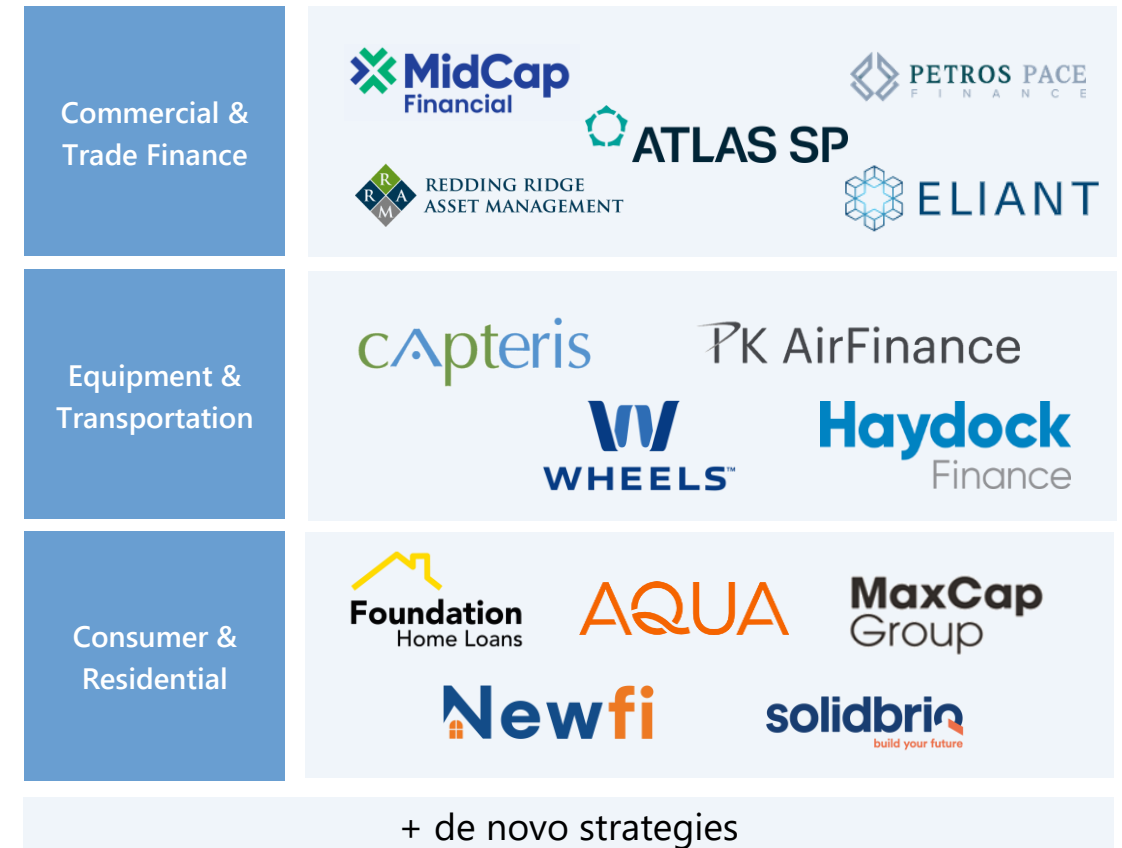 Commercial &
Trade Finance
MidCap
Financial
PETROS PACE
FINANCE
ATLAS SP
RRAM
REDDING RIDGE
ASSET MANAGEMENT
ELIANT
Equipment &
Transportation
cApteris
PK AirFinance
WHEELS™
Haydock
Finance
Consumer &
Residential
Foundation
Home Loans
AQUA
MaxCap
Group
Newfi
solidbriq
build your future
+ de novo strategies